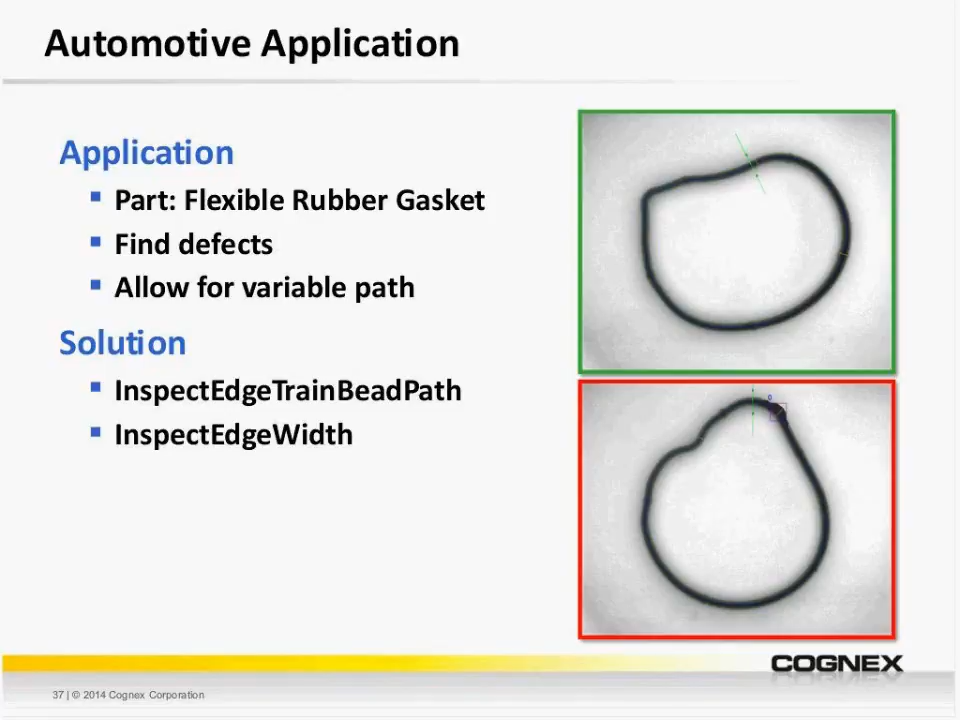 Automotive Application
Application
▪ Part: Flexible Rubber Gasket
▪ Find defects
▪ Allow for variable path
Solution
▪ InspectEdgeTrainBeadPath
▪ InspectEdgeWidth
0
COGNEX
37 | © 2014 Cognex Corporation